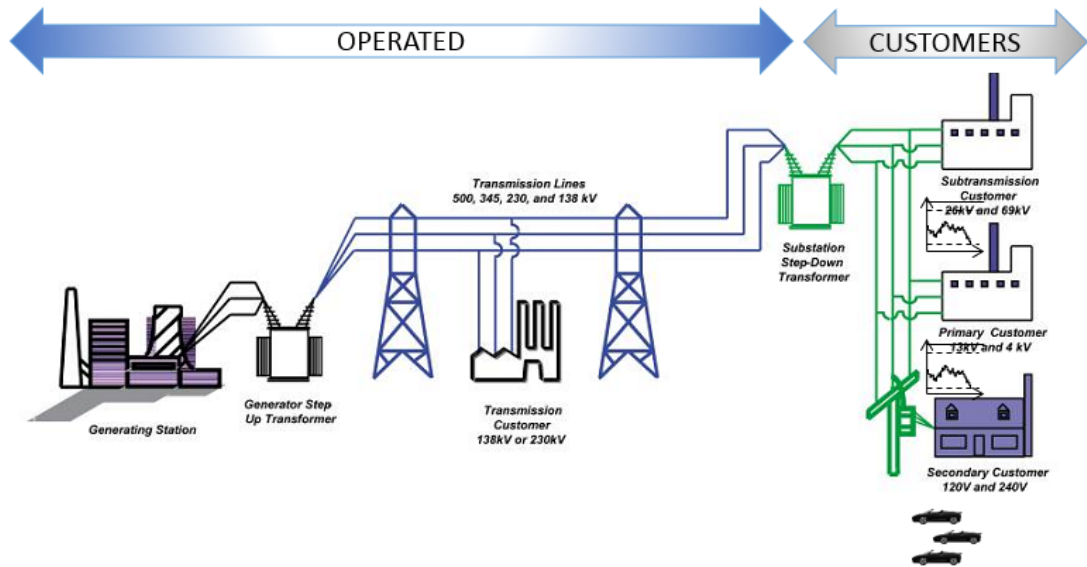 OPERATED
CUSTOMERS
Transmission Lines
500, 345, 230, and 138 kV
Subtransmission
Customer
26kV and 69kV
Substation
Step-Down
Transformer
Primary Customer
13kV and 4 kV
Generating Station
Generator Step
Up Transformer
Transmission
Customer
138kV or 230kV
Secondary Customer
120V and 240V